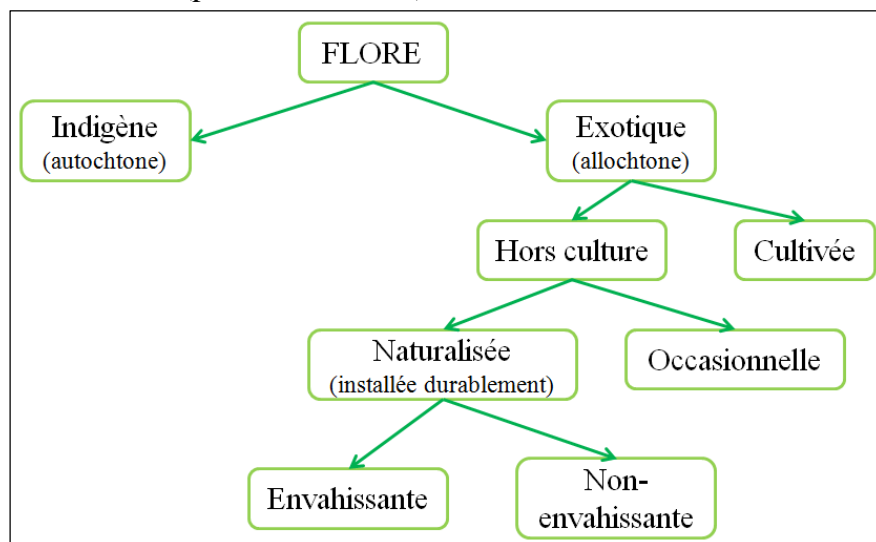 FLORE
Indigène
(autochtone)
Exotique
(allochtone)
Hors culture
Cultivée
Naturalisée
(installée durablement)
Occasionnelle
Envahissante
Non-
envahissante